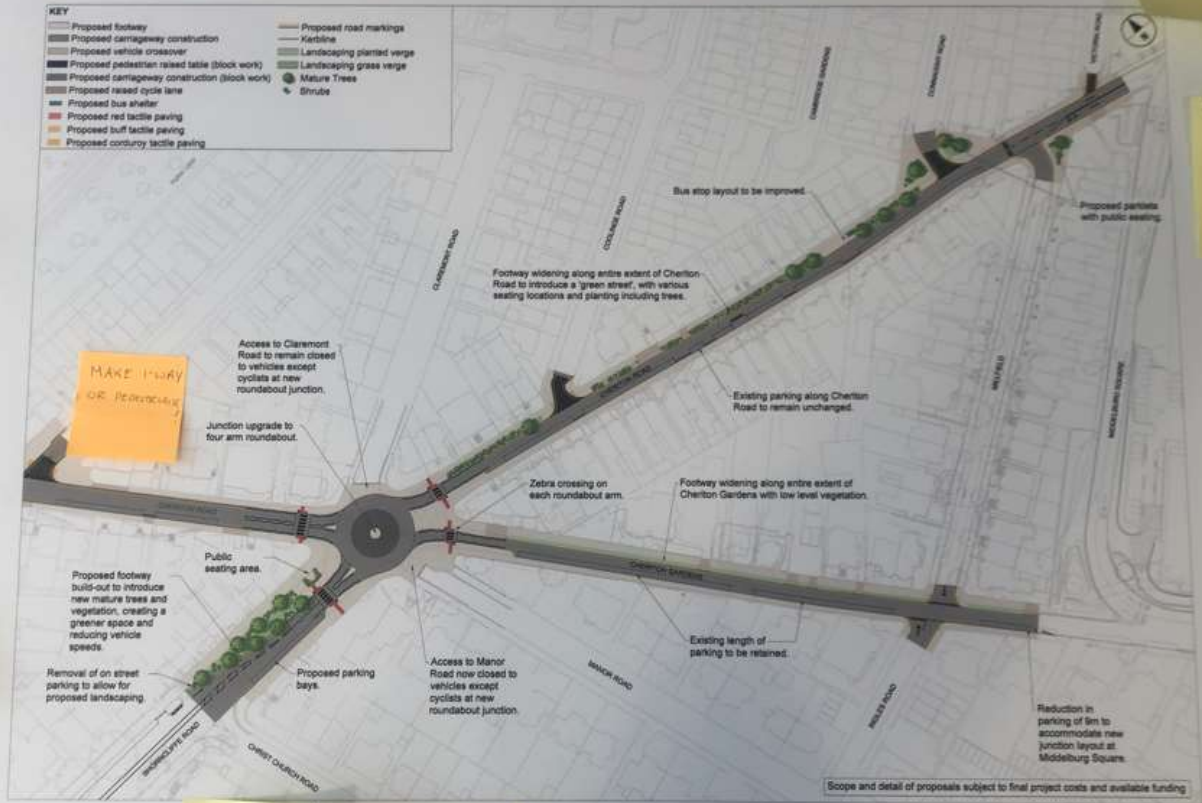 KEY
Proposed footway
Proposed carriageway construction
Proposed vehicle crossover
Proposed pedestrian raised table (block work)
Proposed carriageway construction (block work)
Proposed raised cycle lane
Proposed bus shelter
Proposed red tactile paving
Proposed buff tactile paving
Proposed corduroy tactile paving
Proposed road markings
Kerbline
Landscaping planted verge
Landscaping grass verge
Mature Trees
Shrubs
VICTORIA ROAD
CAMBRIDGE GARDENS
CLAREMONT ROAD
COOLINGE ROAD
Bus stop layout to be improved.
Proposed parklets
with public seating.
Footway widening along entire extent of Cheriton
Road to introduce a 'green street', with various
seating locations and planting including trees.
MAKE 1-WAY
OR
Access to Claremont
Road to remain closed
to vehicles except
cyclists at new
roundabout junction.
Junction upgrade to
four arm roundabout.
CHERITON ROAD
Existing parking along Cheriton
Road to remain unchanged.
MILLFIELD
Zebra crossing on
each roundabout arm.
Footway widening along entire extent of
Cheriton Gardens with low level vegetation.
CHERITON ROAD
CHERITON GARDENS
Public
seating area.
Proposed footway
build-out to introduce
new mature trees and
vegetation, creating a
greener space and
reducing vehicle
speeds.
Removal of on street
parking to allow for
proposed landscaping.
Proposed parking
bays.
Access to Manor
Road now closed to
vehicles except
cyclists at new
roundabout junction.
Existing length of
parking to be retained.
MANOR ROAD
Reduction in
parking of 9m to
accommodate new
junction layout at
Middelburg Square.
SHORNCLIFFE ROAD
CHRIST CHURCH ROAD
Scope and detail of proposals subject to final project costs and available funding